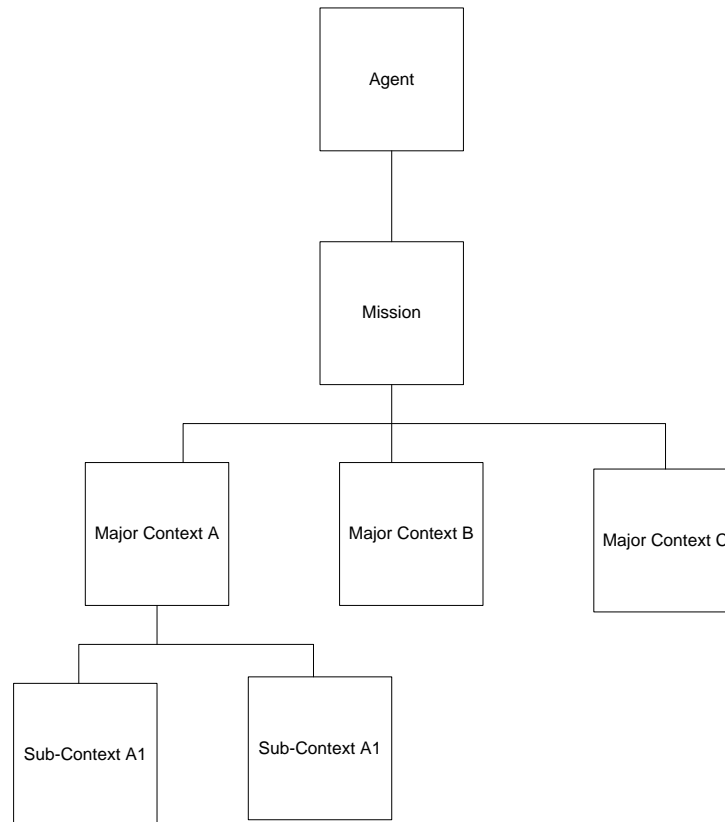 Agent
Mission
Major Context A
Major Context B
Major Context C
Sub-Context A1
Sub-Context A1